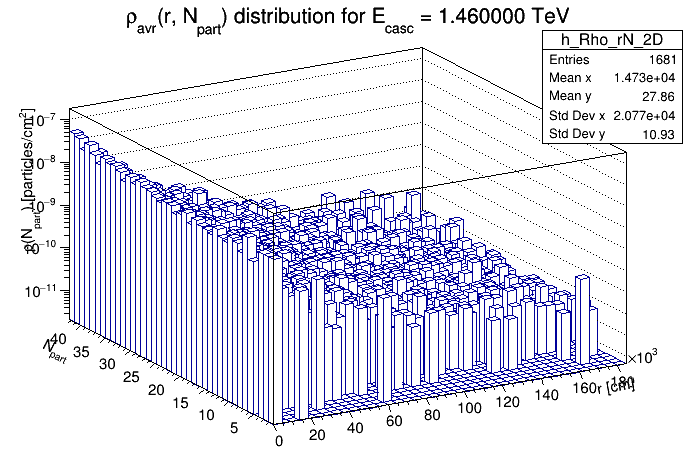 ρavr(r, Npart) distribution for Ecasc = 1.460000 TeV
h_Rho_rN_2D
Entries 1681
Mean x 1.473e+04
Mean y 27.86
Std Dev x 2.077e+04
Std Dev y 10.93
ρ(Npart), [particles/cm²]
10⁻⁷
10⁻⁸
10⁻⁹
10⁻¹⁰
10⁻¹¹
Npart
40
35
30
25
20
15
10
5
0
20
40
60
80
100
120
140
160
180
r [cm]
×10³